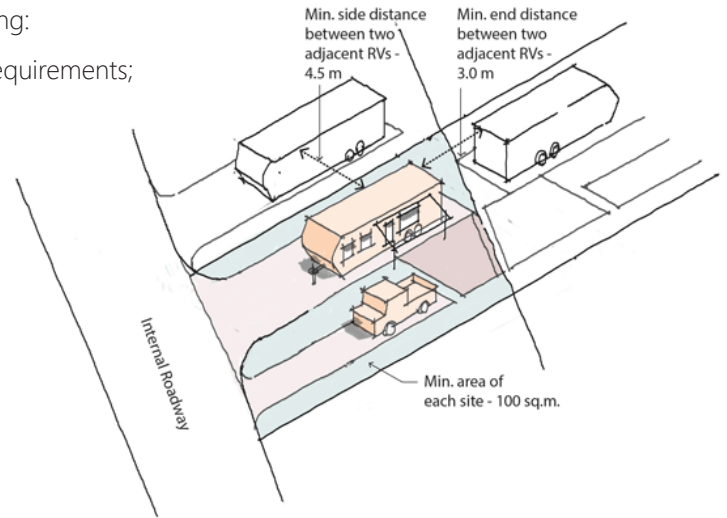 ng:
equirements;
Min. side distance
between two
adjacent RVs -
4.5 m
Min. end distance
between two
adjacent RVs -
3.0 m
Internal Roadway
Min. area of
each site - 100 sq.m.